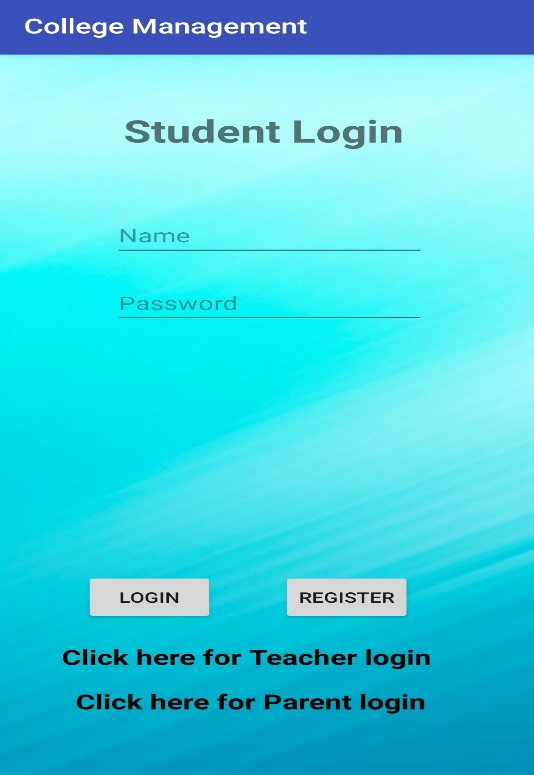 College Management
Student Login
Name
Password
LOGIN REGISTER
Click here for Teacher login
Click here for Parent login